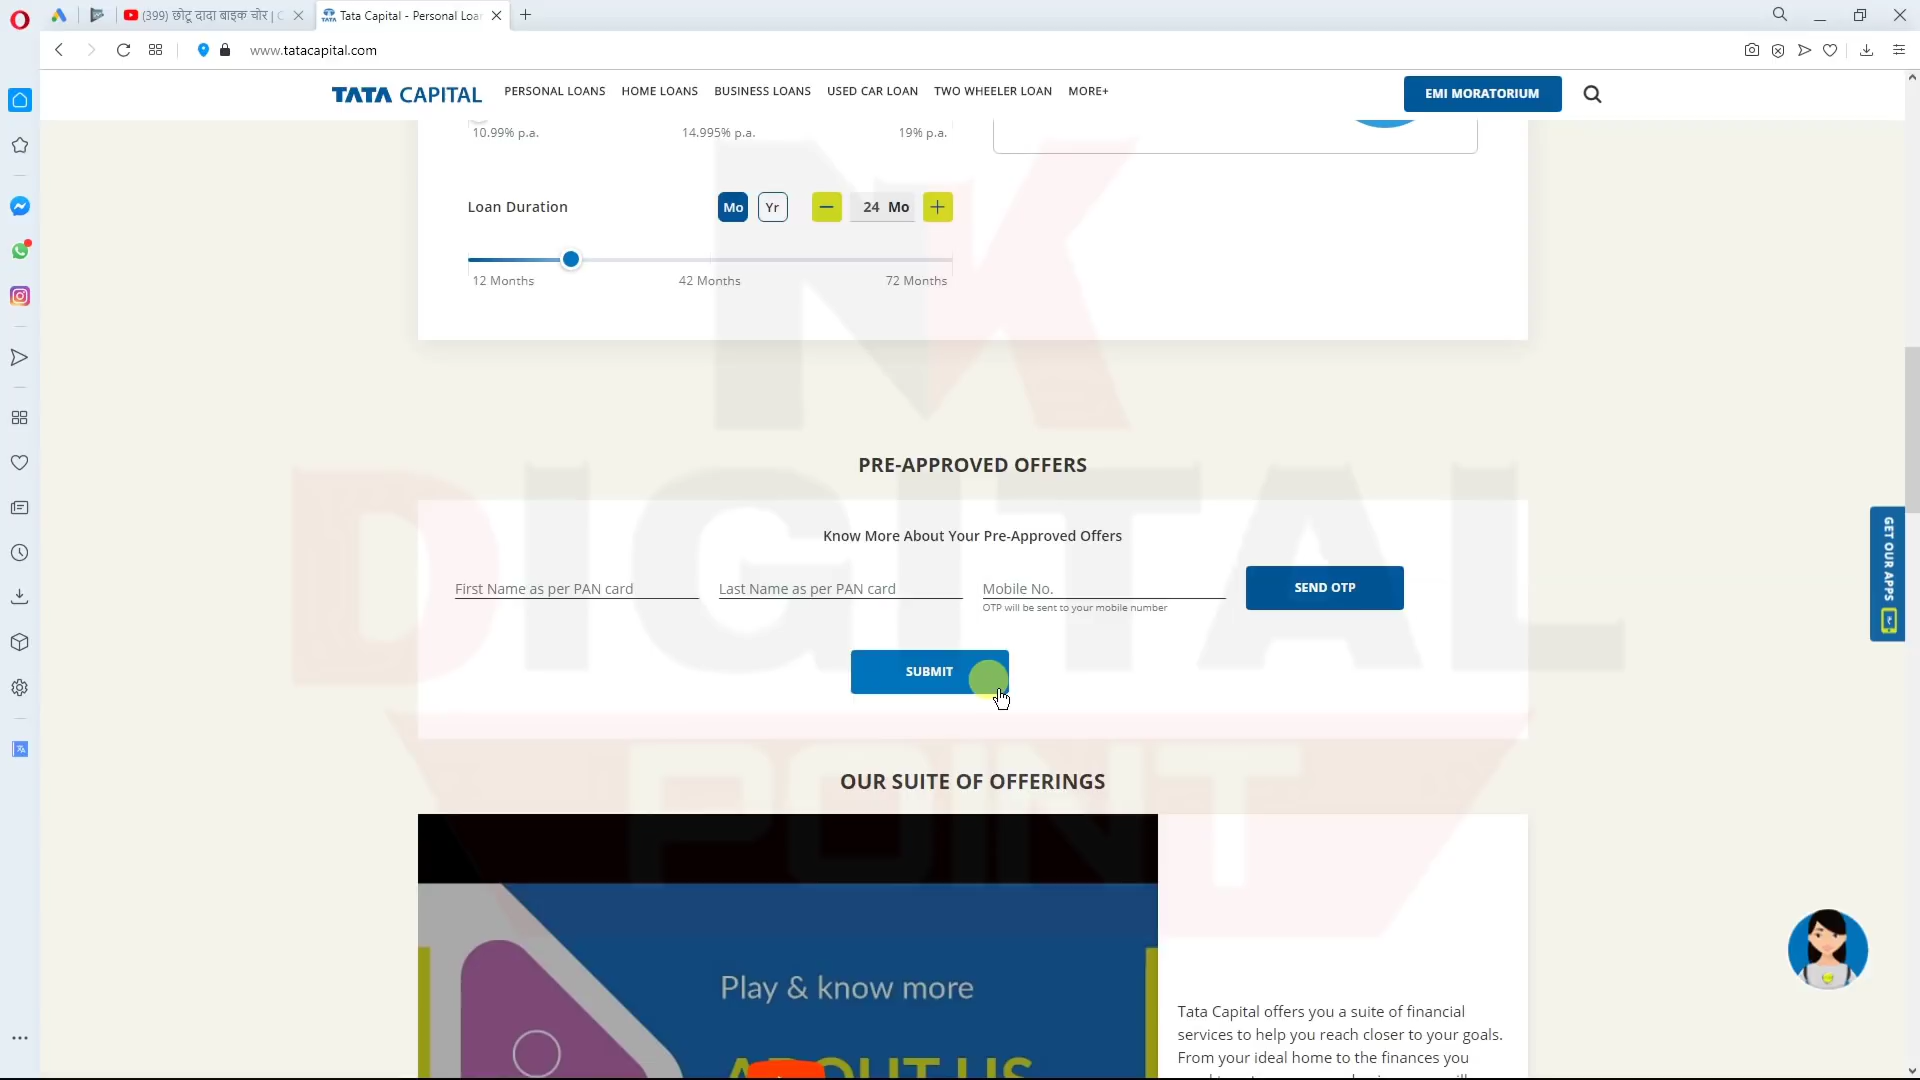 (399) छोटू दादा बाइक चोर |
Tata Capital - Personal Loa
www.tatacapital.com
TATA CAPITAL
PERSONAL LOANS
HOME LOANS
BUSINESS LOANS
USED CAR LOAN
TWO WHEELER LOAN
MORE+
EMI MORATORIUM
10.99% p.a.
14.995% p.a.
19% p.a.
Loan Duration
Mo
Yr
24 Mo
12 Months
42 Months
72 Months
NK
DIGITAL
POINT
PRE-APPROVED OFFERS
Know More About Your Pre-Approved Offers
First Name as per PAN card
Last Name as per PAN card
Mobile No.
OTP will be sent to your mobile number
SEND OTP
SUBMIT
GET OUR APPS
OUR SUITE OF OFFERINGS
Play & know more
ABOUT US
Tata Capital offers you a suite of financial
services to help you reach closer to your goals.
From your ideal home to the finances you